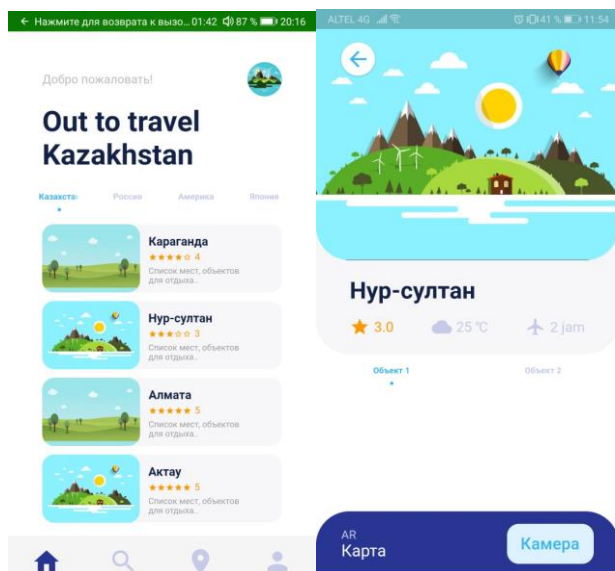 Нажмите для возврата к вызо... 01:42 87 % 20:16
Добро пожаловать!
Out to travel
Kazakhstan
Казахста Россия Америка Япония
Караганда
4
Список мест, объектов
для отдыха..
Нур-султан
3
Список мест, объектов
для отдыха..
Алмата
5
Список мест, объектов
для отдыха..
Актау
5
Список мест, объектов
для отдыха..
ALTEL 4G 41 % 11:54
Нур-султан
3.0 25 °C 2 jam
Объект 1 Объект 2
AR
Карта
Камера